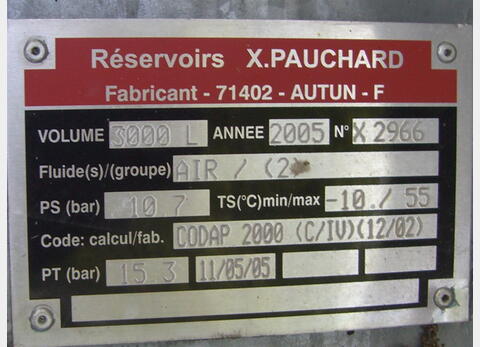 Réservoirs X.PAUCHARD
Fabricant - 71402 - AUTUN - F
VOLUME 3000 L ANNEE 2005 N° X 2966
Fluide(s)/(groupe) AIR / (2)
PS (bar) 10.7 TS(°C)min/max -10./ 55
Code: calcul/fab. CODAP 2000 (C/IV)(12/02)
PT (bar) 15.3 11/05/05